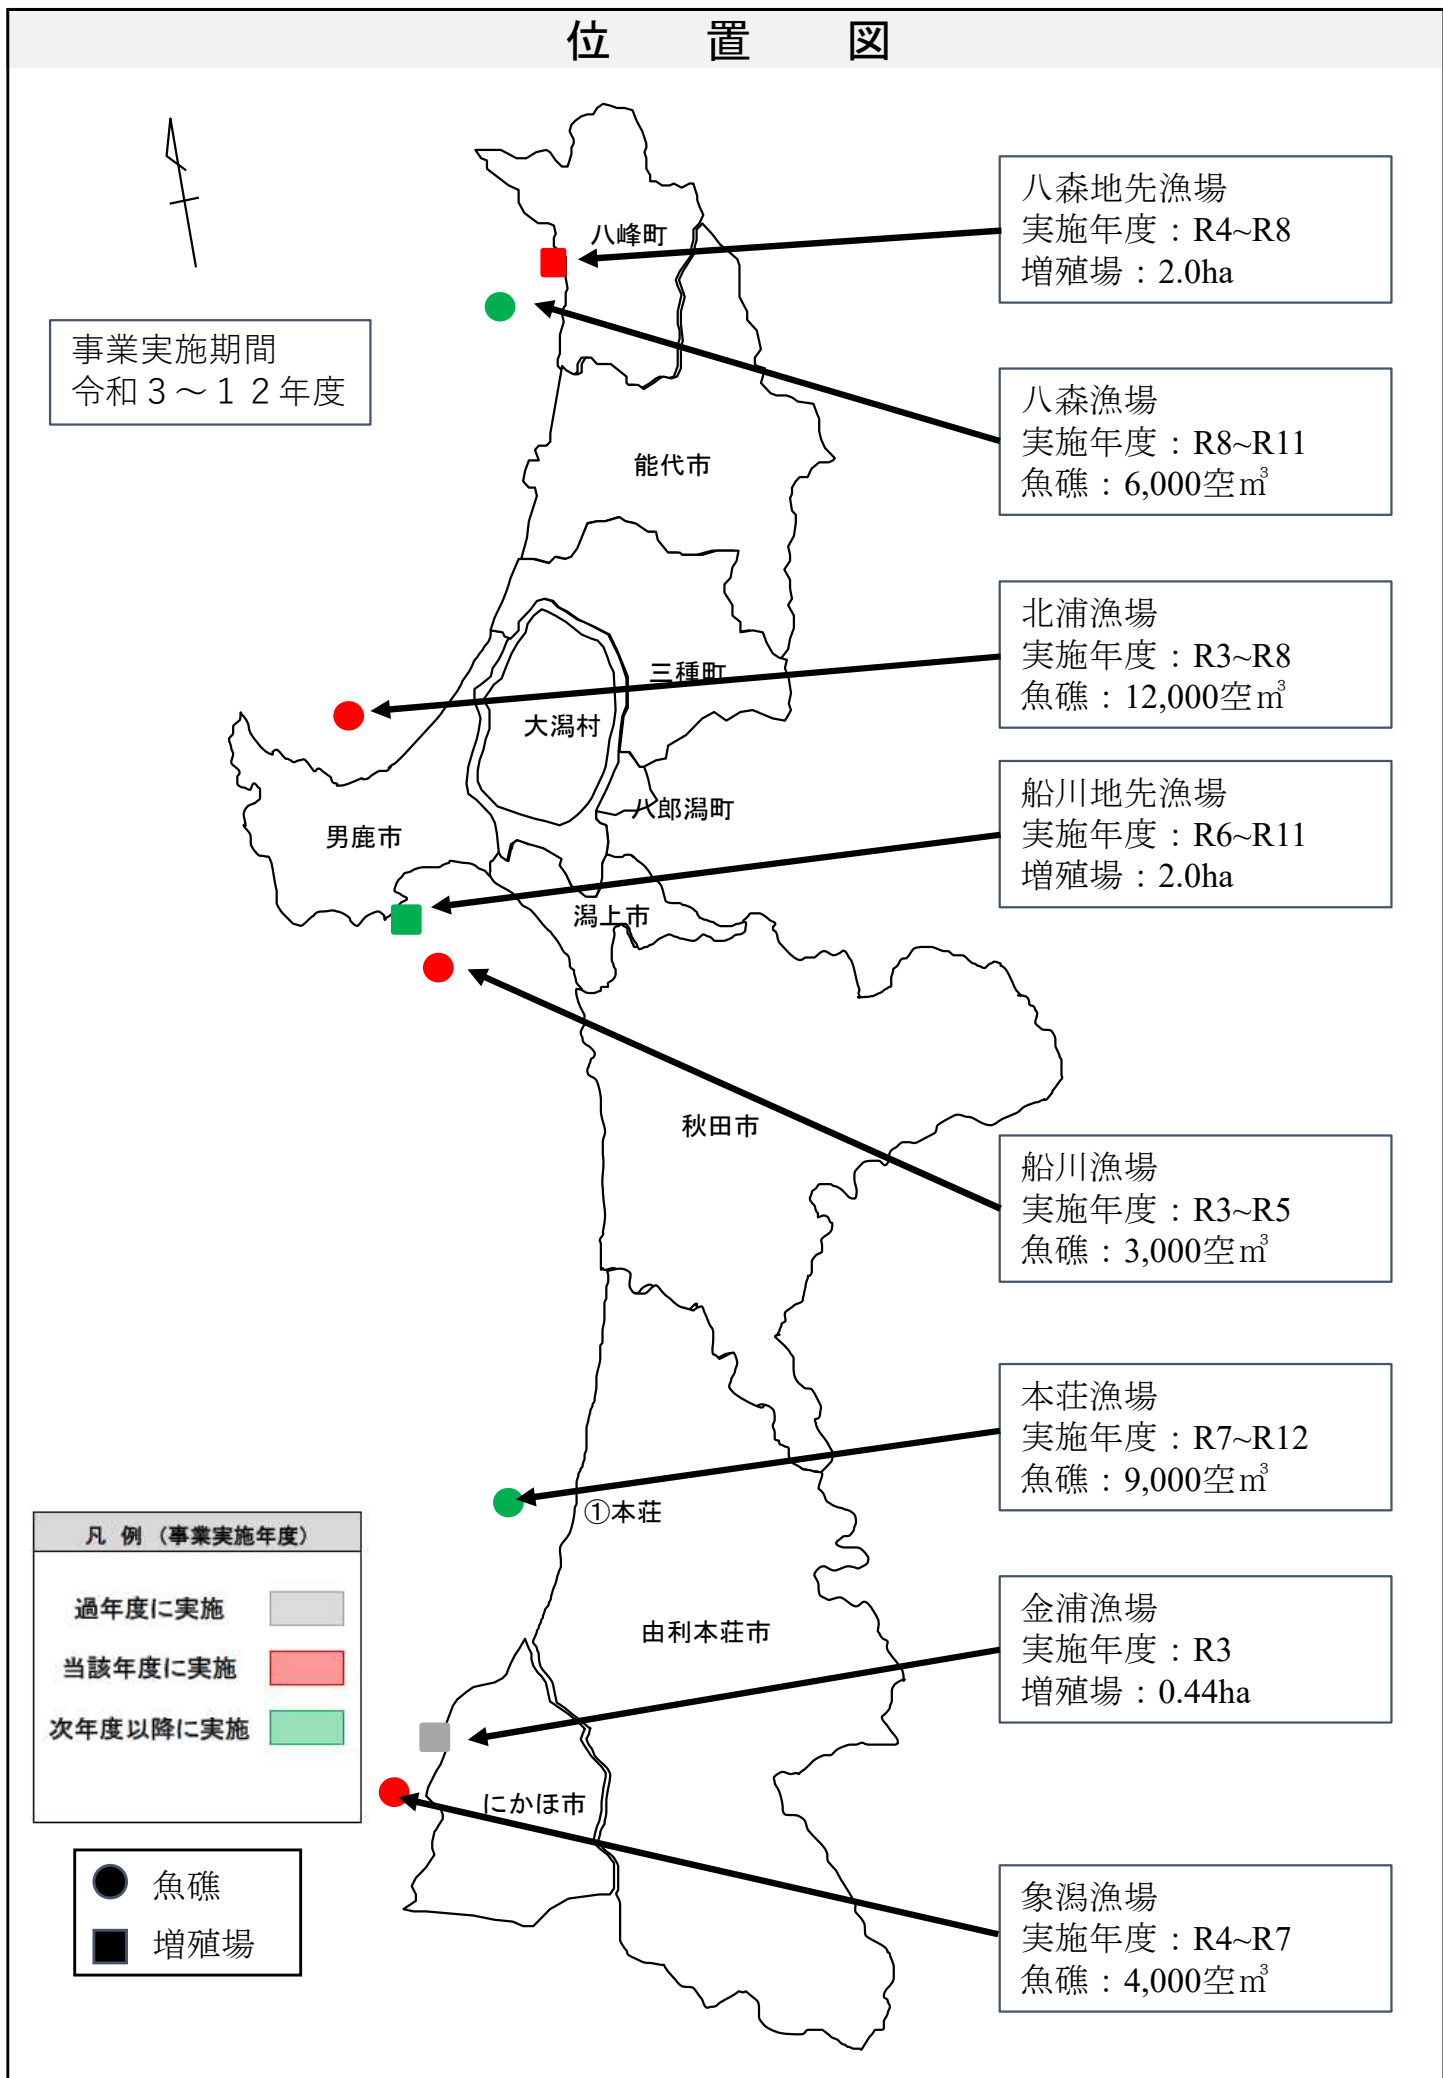 位置図
八森地先漁場
実施年度：R4~R8
増殖場：2.0ha
八峰町
事業実施期間
令和３～１２年度
八森漁場
実施年度：R8~R11
魚礁：6,000空㎥
能代市
北浦漁場
実施年度：R3~R8
魚礁：12,000空㎥
三種町
大潟村
船川地先漁場
実施年度：R6~R11
増殖場：2.0ha
八郎潟町
男鹿市
潟上市
秋田市
船川漁場
実施年度：R3~R5
魚礁：3,000空㎥
本荘漁場
実施年度：R7~R12
魚礁：9,000空㎥
①本荘
凡例（事業実施年度）
過年度に実施
当該年度に実施
次年度以降に実施
金浦漁場
実施年度：R3
増殖場：0.44ha
由利本荘市
にかほ市
魚礁
増殖場
象潟漁場
実施年度：R4~R7
魚礁：4,000空㎥